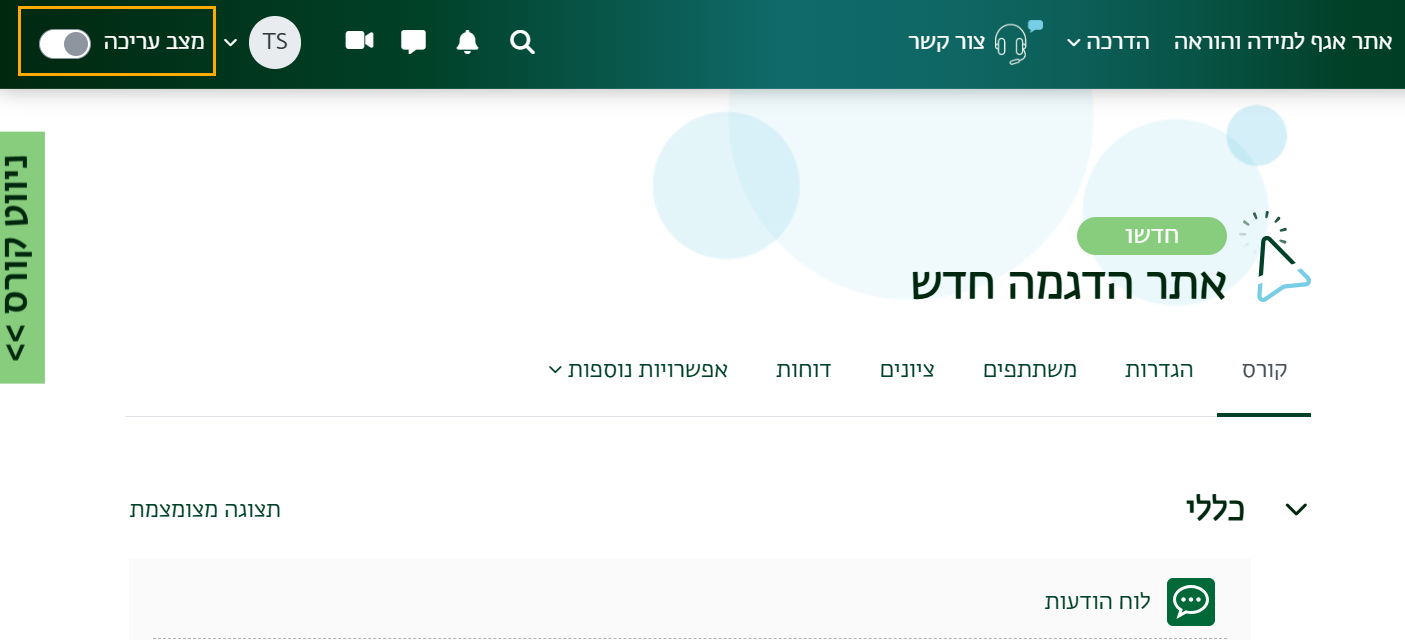 אתר אגף למידה והוראה הדרכה צור קשר TS מצב עריכה
ניווט קורס >>
חדשו
אתר הדגמה חדש
קורס הגדרות משתתפים ציונים דוחות אפשרויות נוספות
כללי תצוגה מצומצמת
לוח הודעות